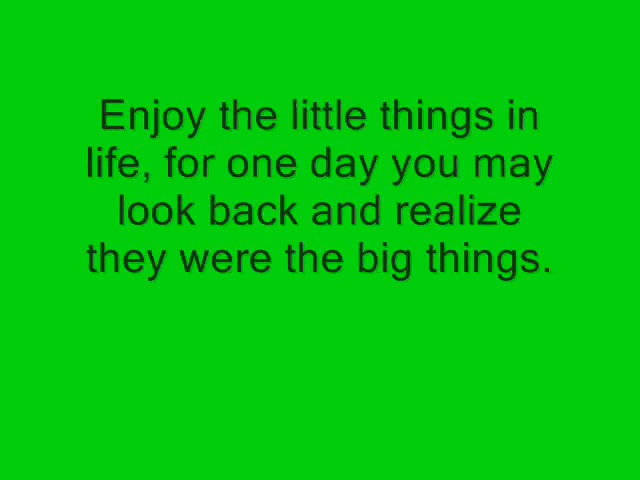 Enjoy the little things in
life, for one day you may
look back and realize
they were the big things.